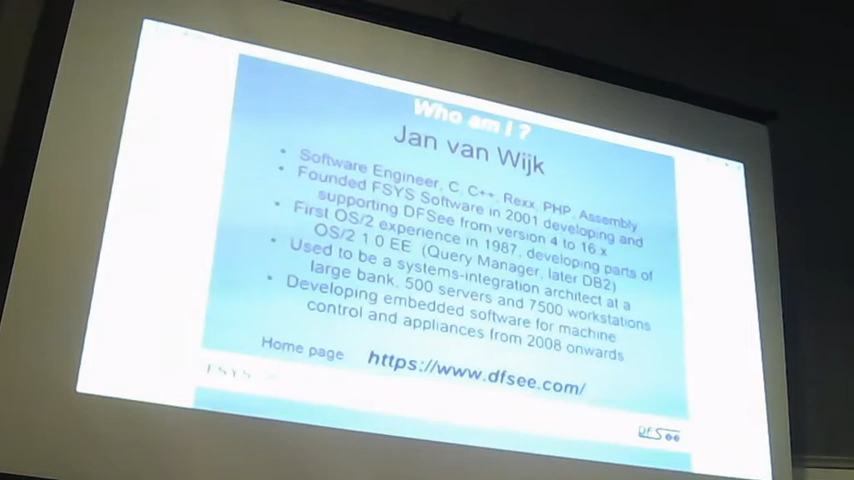 Who am I ?
Jan van Wijk
• Software Engineer, C, C++, Rexx, PHP, Assembly
• Founded FSYS Software in 2001 developing and
supporting DFSee from version 4 to 16.x
• First OS/2 experience in 1987, developing parts of
OS/2 1.0 EE (Query Manager, later DB2)
• Used to be a systems-integration architect at a
large bank, 500 servers and 7500 workstations
• Developing embedded software for machine
control and appliances from 2008 onwards
Home page https://www.dfsee.com/
FSYS
DFSee